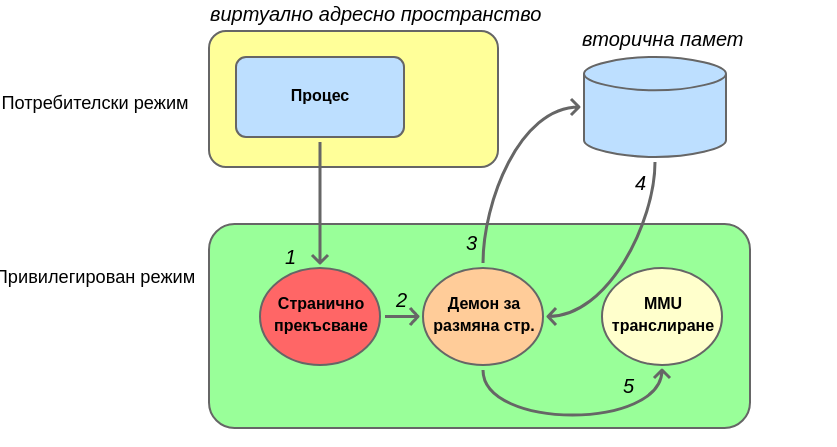 виртуално адресно пространство
вторична памет
Потребителски режим
Процес
4
3
1
Привилегирован режим
2
Странично
прекъсване
Демон за
размяна стр.
MMU
транслиране
5